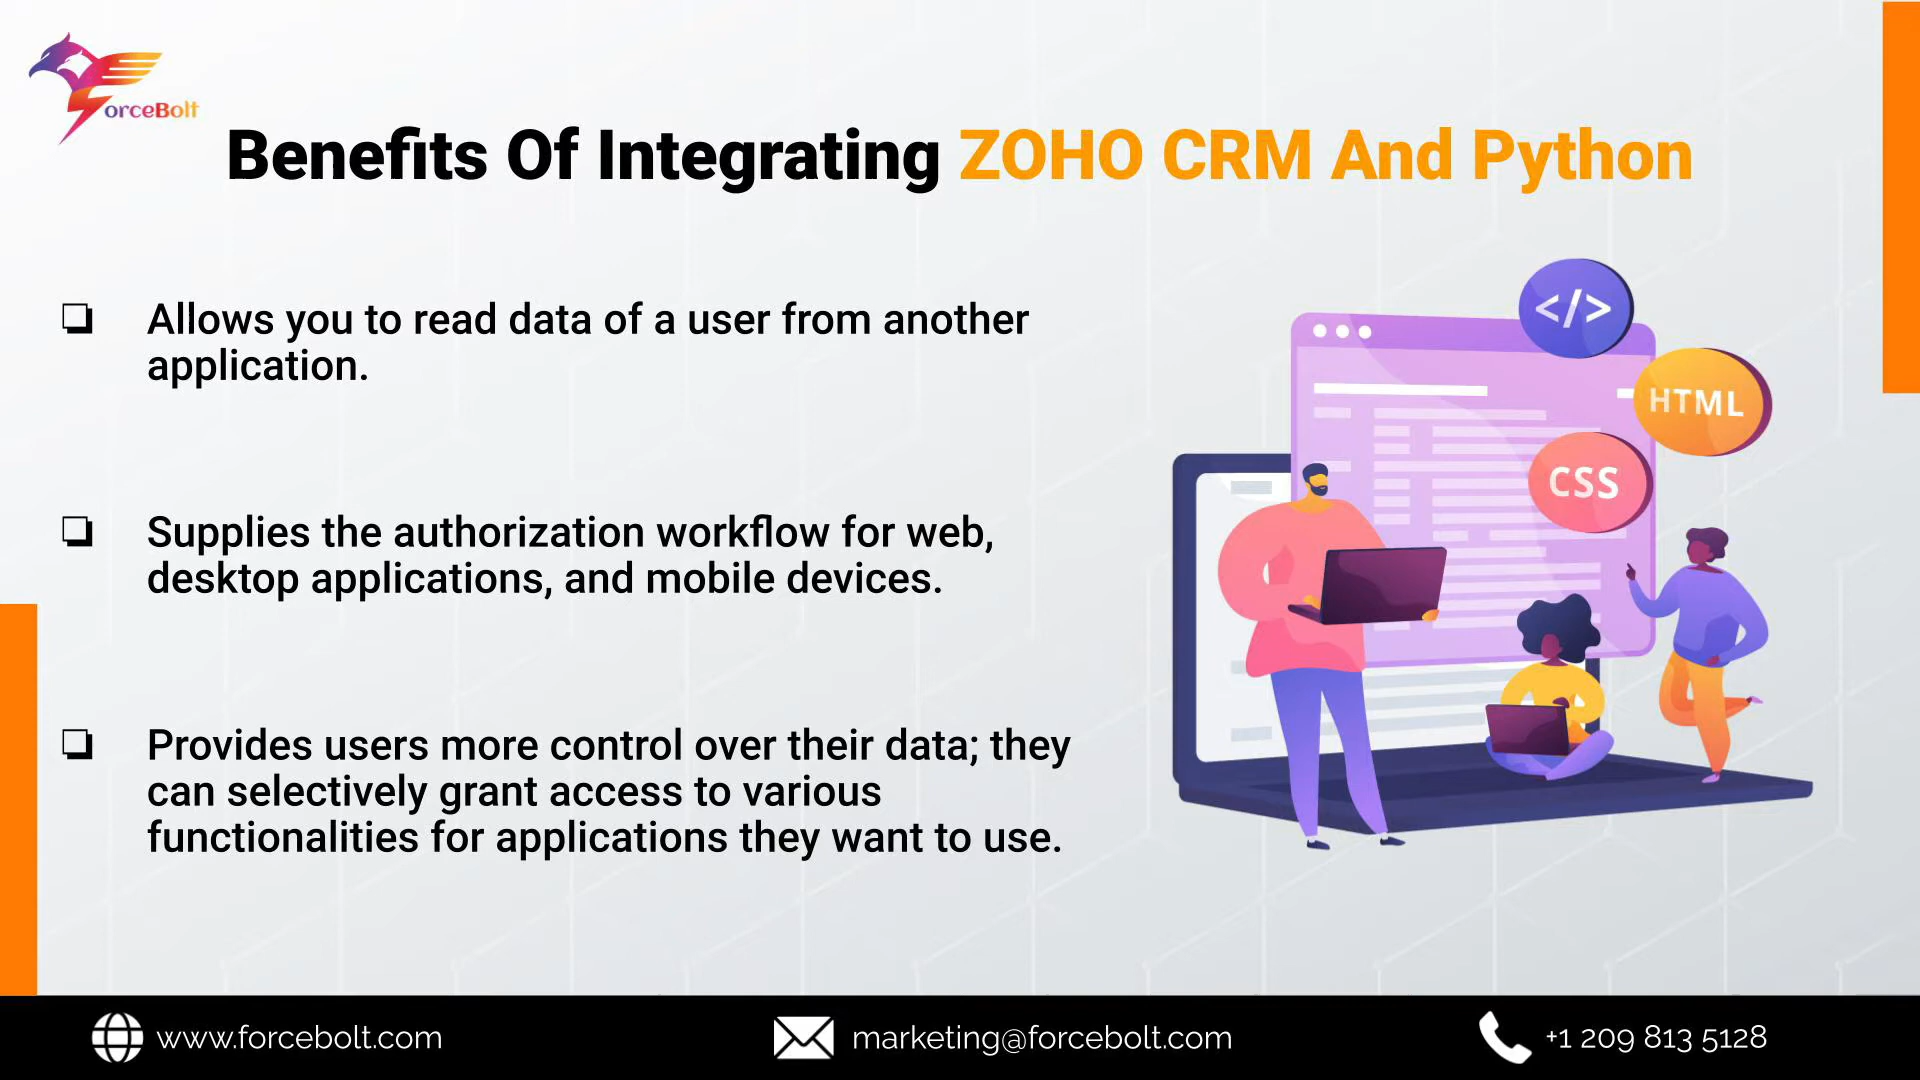 orceBolt
Benefits Of Integrating ZOHO CRM And Python
❏ Allows you to read data of a user from another
application.
❏ Supplies the authorization workflow for web,
desktop applications, and mobile devices.
❏ Provides users more control over their data; they
can selectively grant access to various
functionalities for applications they want to use.
</>
HTML
CSS
www.forcebolt.com
marketing@forcebolt.com
+1 209 813 5128